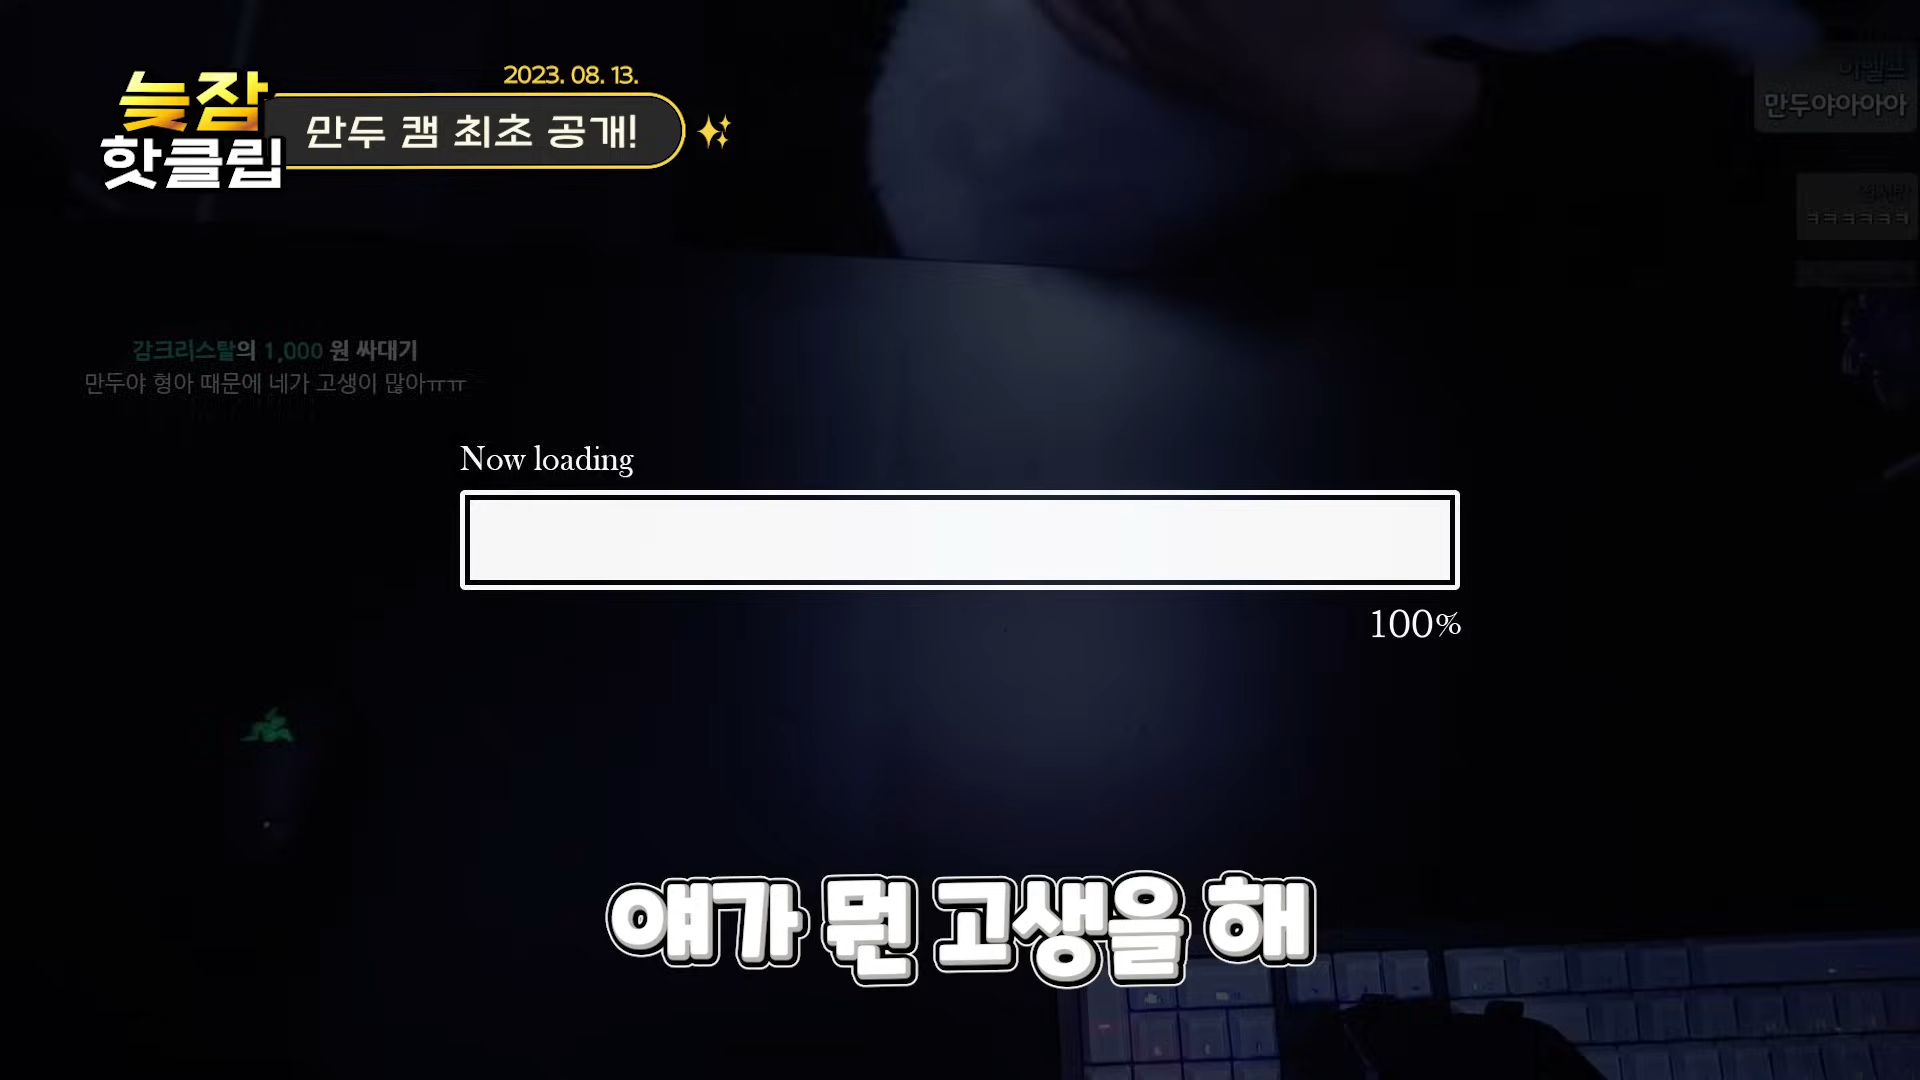 2023. 08. 13.
늦잠
핫클립
만두 캠 최초 공개!
만두야아아아
ㅋㅋㅋㅋㅋㅋ
감크리스탈의 1,000 원 싸대기
만두야 형아 때문에 네가 고생이 많아ㅠㅠ
Now loading
100%
얘가 뭔 고생을 해